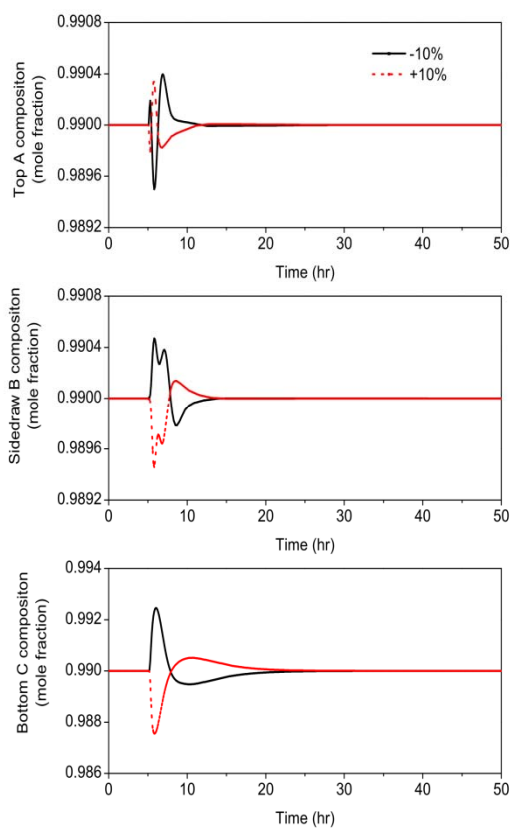 0.9908
0.9904
0.9900
0.9896
0.9892
Top A compositon
(mole fraction)
-10%
+10%
0 10 20 30 40 50
Time (hr)
0.9908
0.9904
0.9900
0.9896
0.9892
Sidedraw B compositon
(mole fraction)
0 10 20 30 40 50
Time (hr)
0.994
0.992
0.990
0.988
0.986
Bottom C compositon
(mole fraction)
0 10 20 30 40 50
Time (hr)